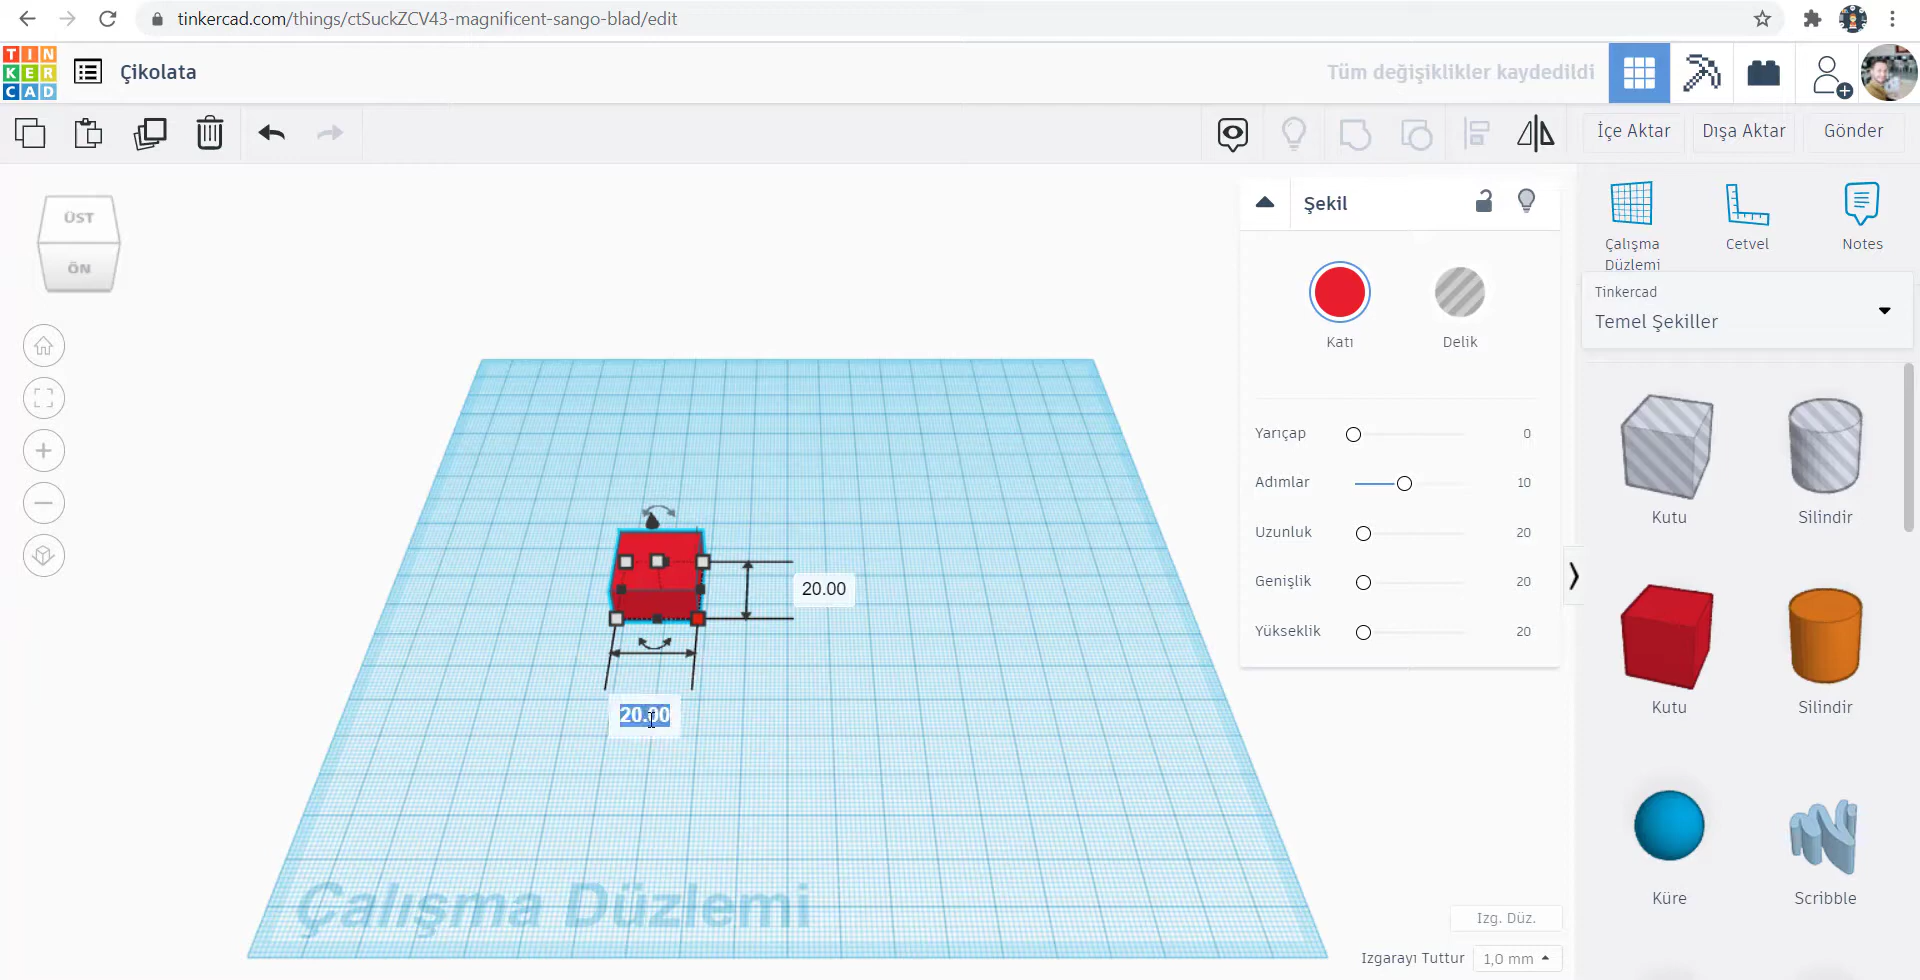 tinkercad.com/things/ctSuckZCV43-magnificent-sango-blad/edit
TIN
KER
CAD
Çikolata
Tüm değişiklikler kaydedildi
İçe Aktar
Dışa Aktar
Gönder
ÜST
ÖN
Şekil
Katı
Delik
Yarıçap 0
Adımlar 10
Uzunluk 20
Genişlik 20
Yükseklik 20
Çalışma
Düzlemi
Cetvel
Notes
Tinkercad
Temel Şekiller
Kutu
Silindir
Kutu
Silindir
Küre
Scribble
20.00
20.00
Çalışma Düzlemi
Izg. Düz.
Izgarayı Tuttur 1,0 mm